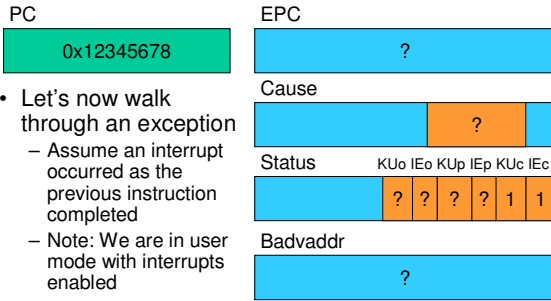 PC
0x12345678
• Let's now walk
through an exception
– Assume an interrupt
occurred as the
previous instruction
completed
– Note: We are in user
mode with interrupts
enabled
EPC
?
Cause
?
Status KUo IEo KUp IEp KUc IEc
? ? ? ? 1 1
Badvaddr
?